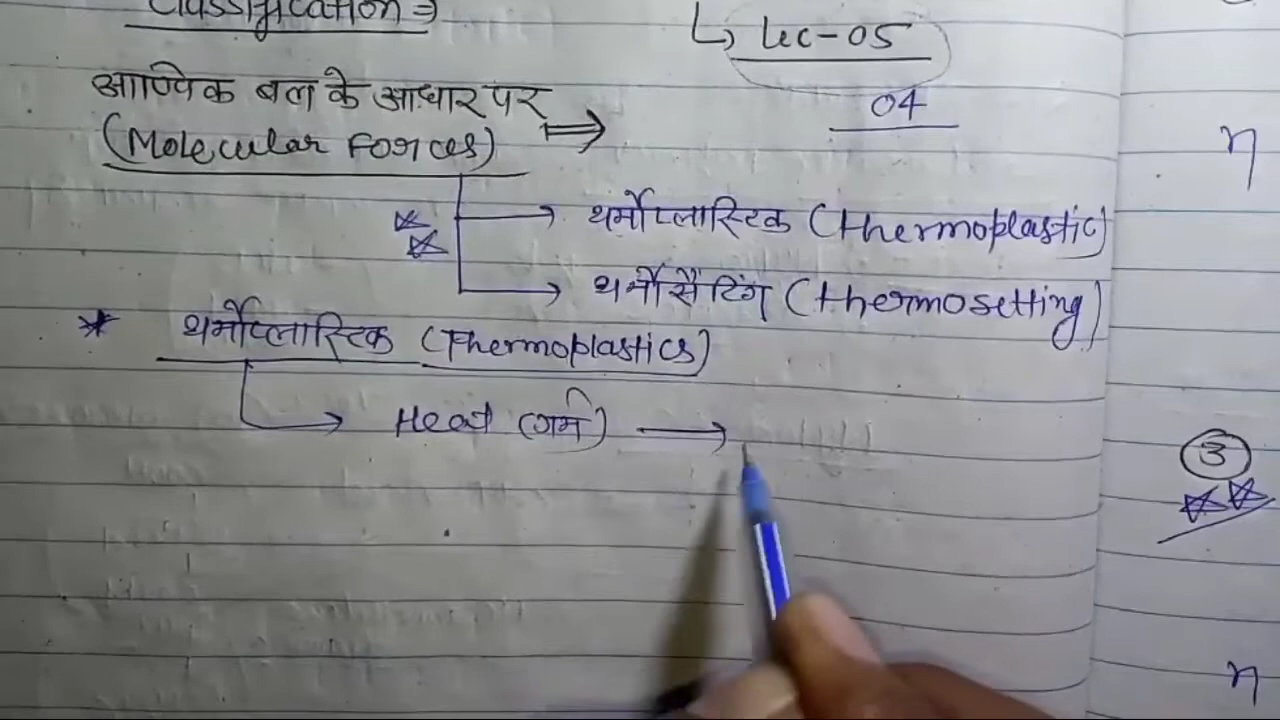 Classification ⇒
↳ Lec-05
04
आण्विक बल के आधार पर
(Molecular Forces) ⇒
→ थर्मोप्लास्टिक (Thermoplastic)
→ थर्मोसैटिंग (Thermosetting)
* थर्मोप्लास्टिक (Thermoplastics)
→ Heat (गर्म) →
η
3
η